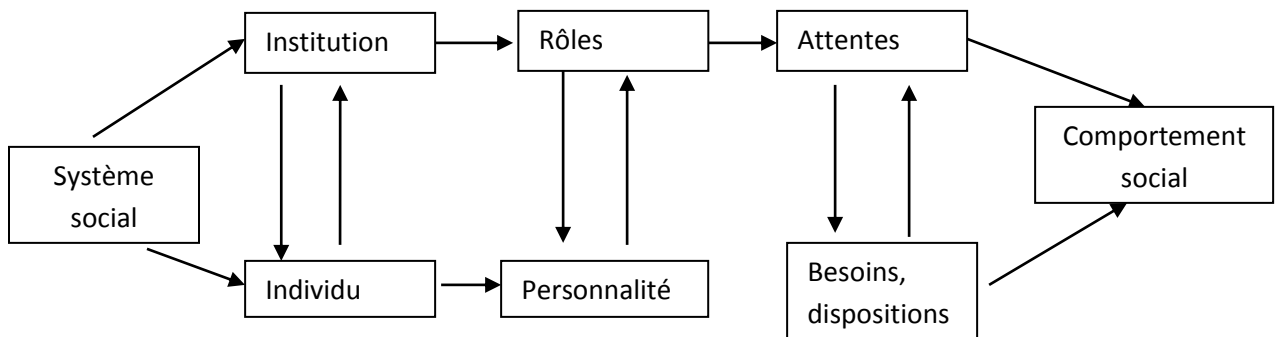 Institution
Rôles
Attentes
Système
social
Comportement
social
Individu
Personnalité
Besoins,
dispositions